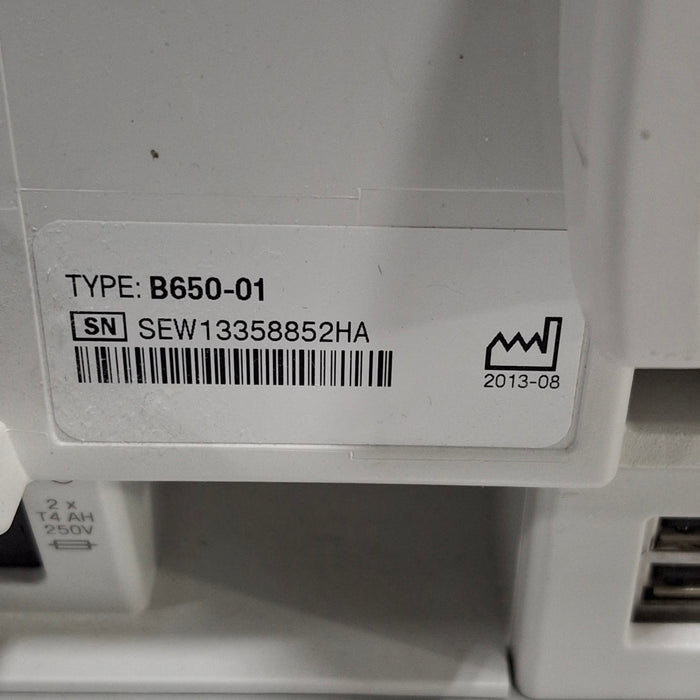 TYPE: B650-01
SN SEW13358852HA
2013-08
2 x
T4 AH
250V